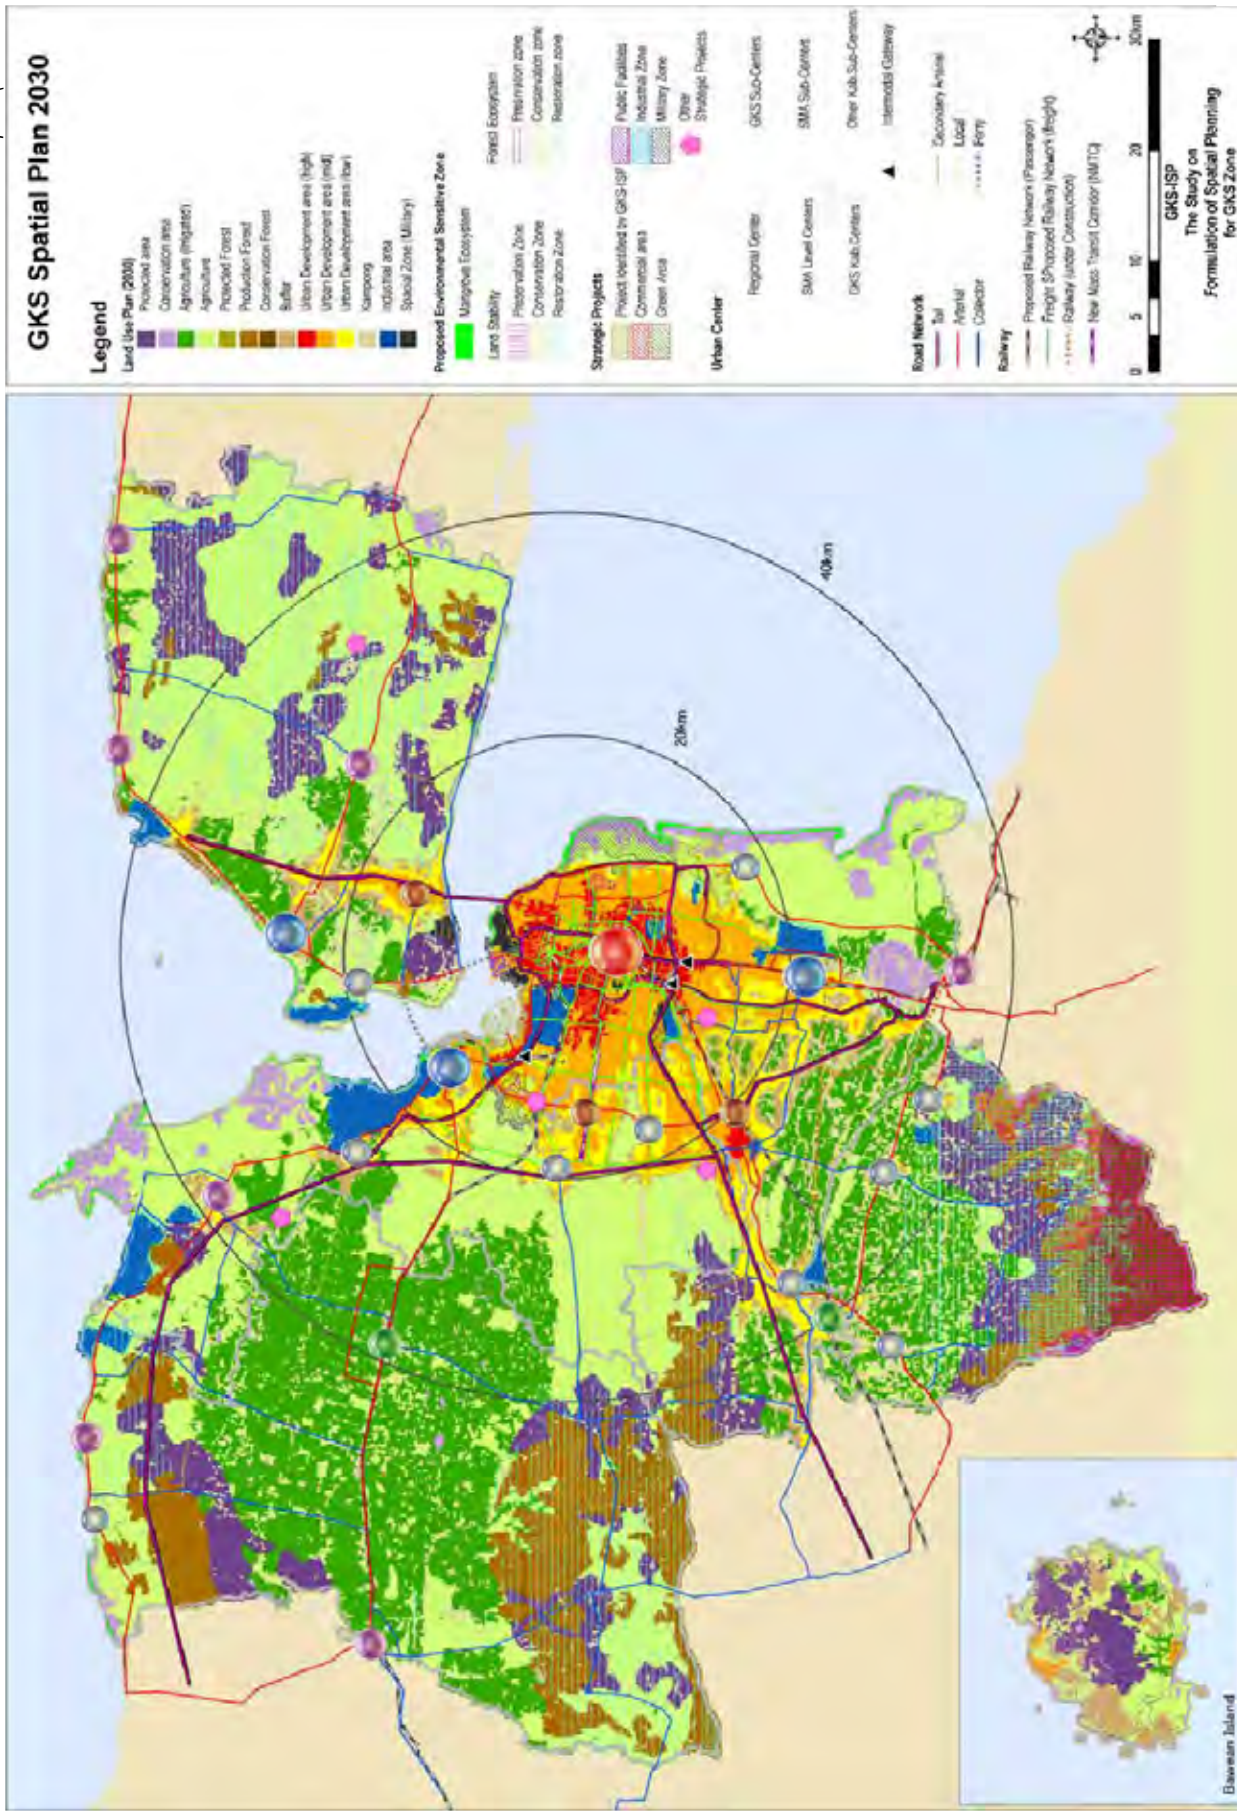 GKS Spatial Plan 2030
Legend
Land Use Plan (2030)
Protected area
Conservation area
Agriculture (Irrigated)
Agriculture
Protected Forest
Production Forest
Conservation Forest
Buffer
Urban Development area (high)
Urban Development area (mid)
Urban Development area (low)
Kampong
Industrial area
Special Zone (Military)
Proposed Environmental Sensitive Zone
Mangrove Ecosystem
Land Stability
Preservation Zone
Conservation Zone
Restoration Zone
Forest Ecosystem
Preservation zone
Conservation zone
Restoration zone
Strategic Projects
Project Identified by GKS-ISP
Commercial area
Green Area
Public Facilities
Industrial Zone
Military Zone
Other
Strategic Projects
Urban Center
Regional Center
SMA Level Centers
GKS Kab Centers
GKS Sub-Centers
SMA Sub-Centers
Other Kab Sub-Centers
Intermodal Gateway
Road Network
Toll
Arterial
Colector
Secondary Arterial
Local
Ferry
Railway
Proposed Railway Network (Passenger)
Freight SProposed Railway Network (freight)
Railway (under Construction)
New Mass Transit Corridor (NMTC)
0 5 10 20 30km
GKS-ISP
The Study on
Formulation of Spatial Planning
for GKS Zone
40km
20km
Bawean Island